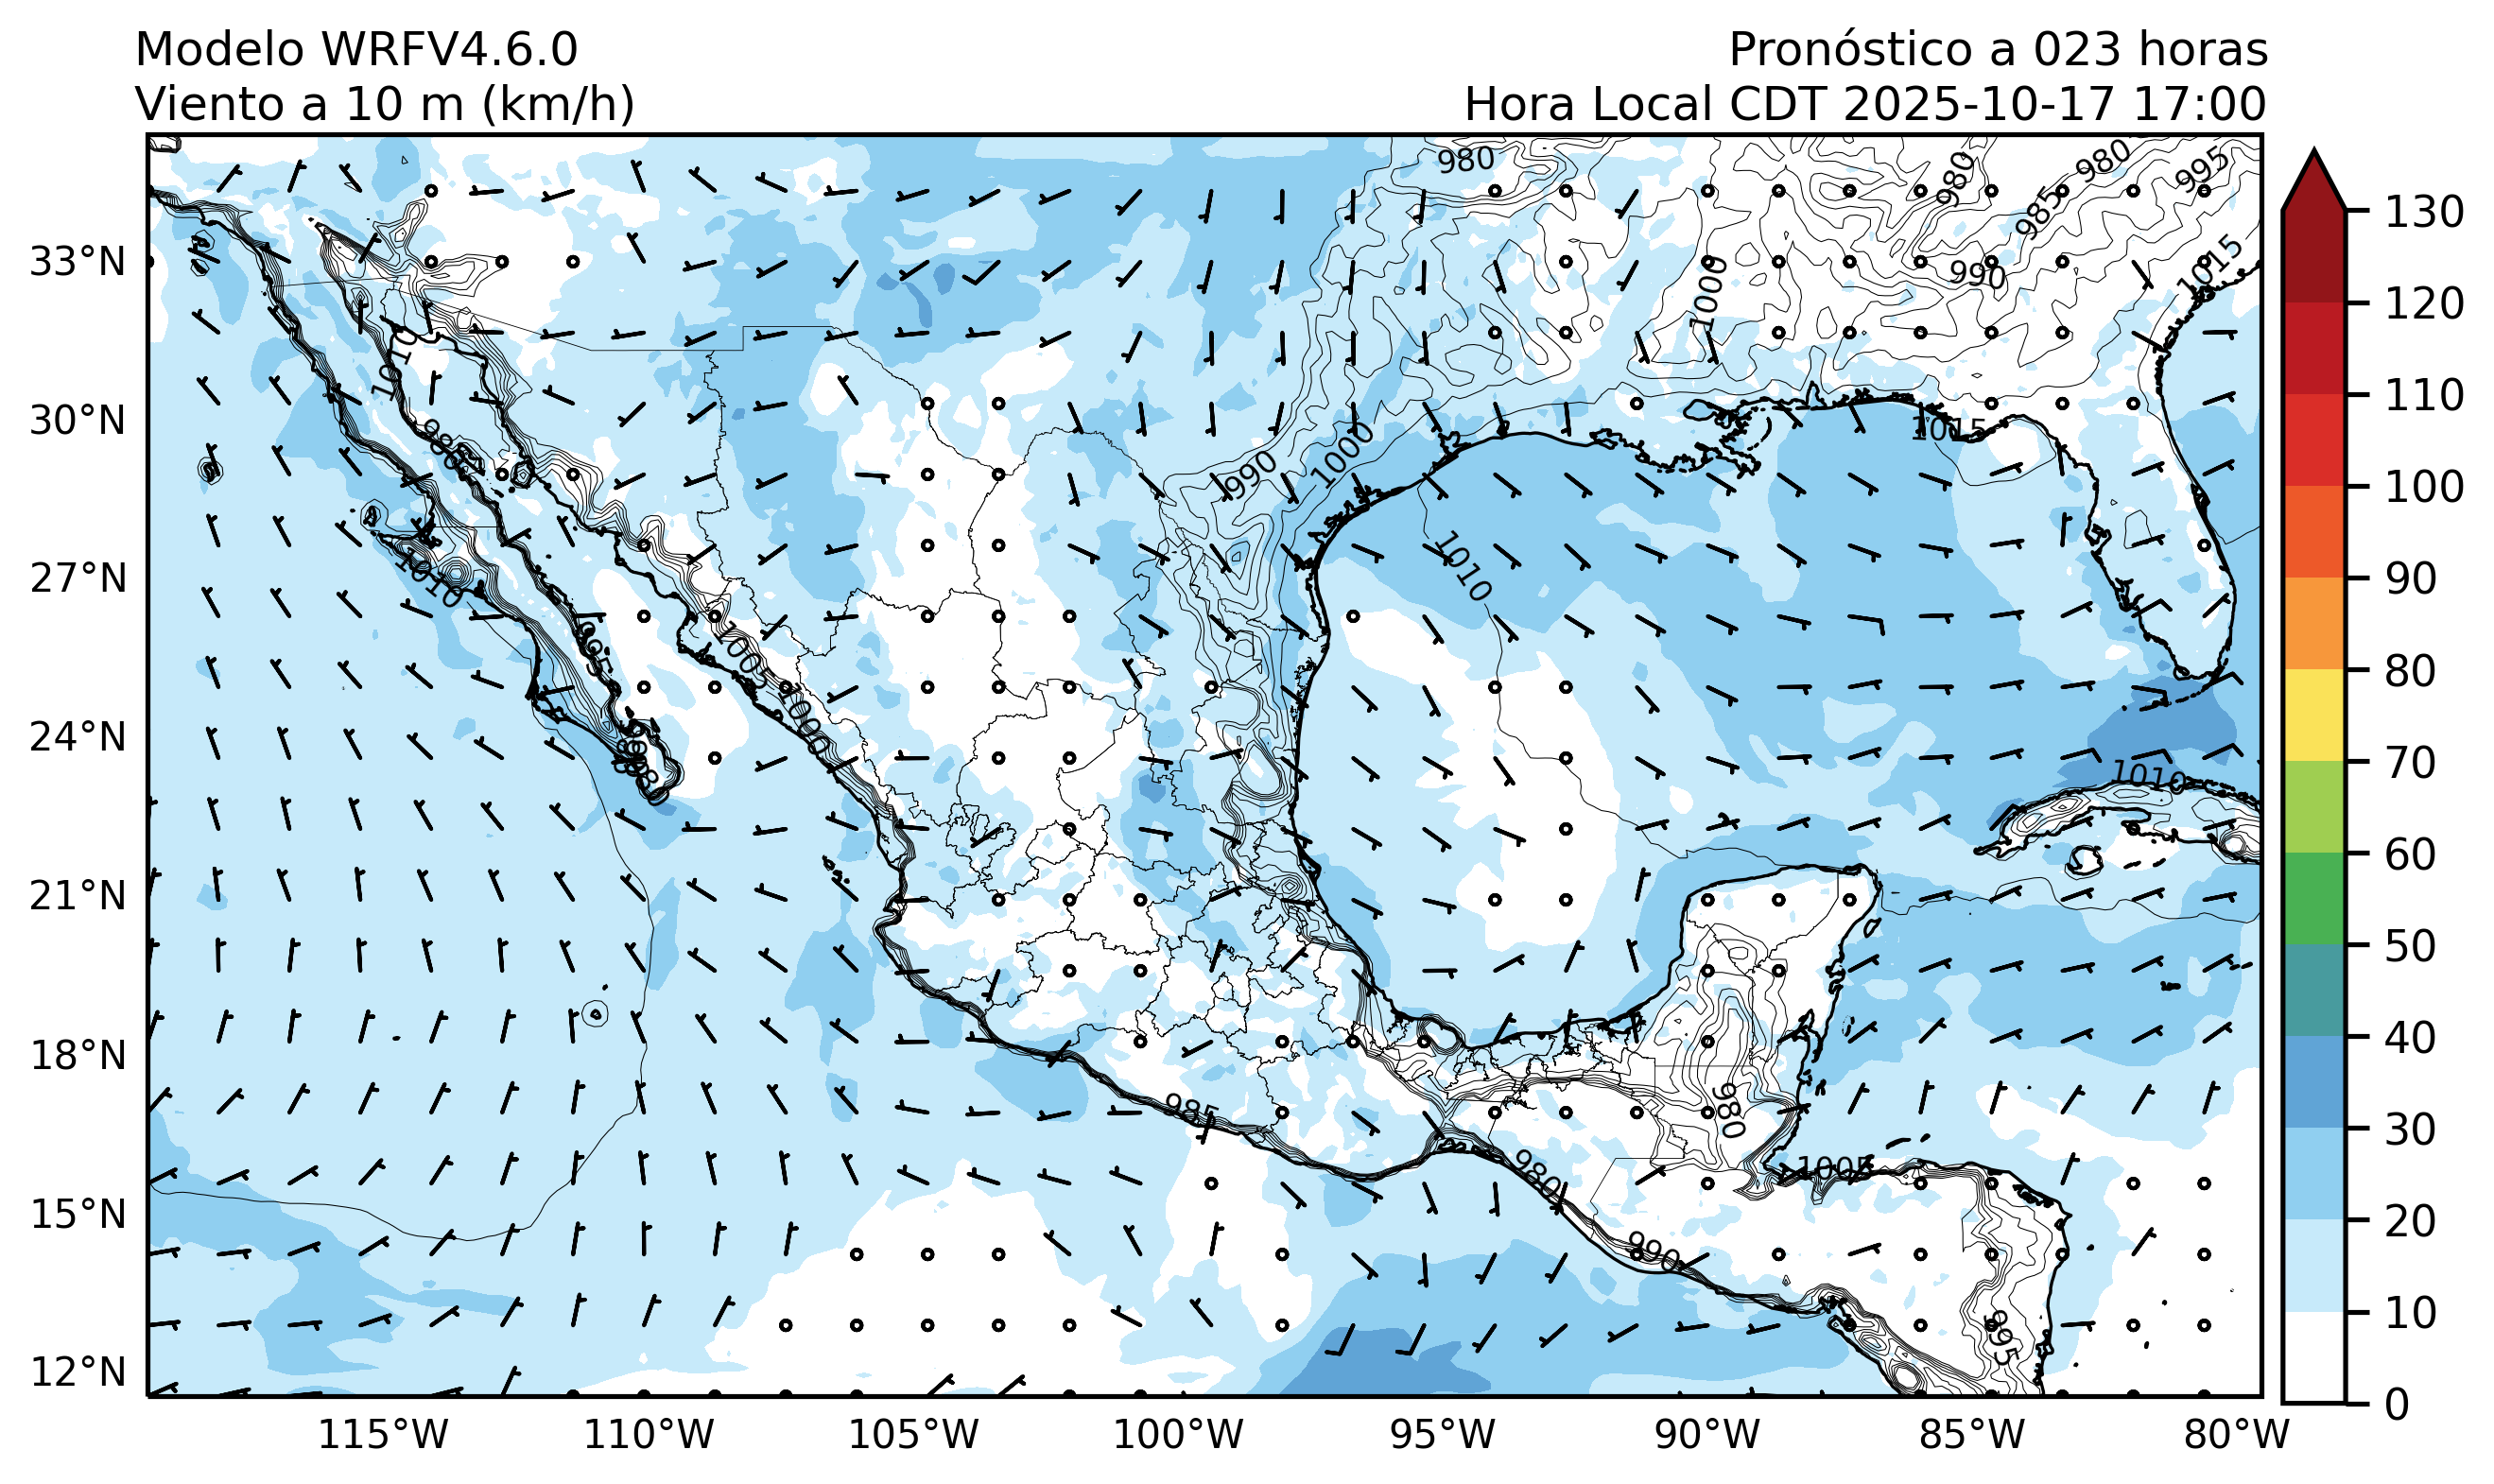 Modelo WRFV4.6.0
Pronóstico a 023 horas
Viento a 10 m (km/h)
Hora Local CDT 2025-10-17 17:00
980
980
980
995
985
1015
990
1000
1010
1015
985
990
1000
1010
1010
995
1005
1000
980
1010
985
980
1005
980
990
995
33°N
30°N
27°N
24°N
21°N
18°N
15°N
12°N
115°W
110°W
105°W
100°W
95°W
90°W
85°W
80°W
130
120
110
100
90
80
70
60
50
40
30
20
10
0